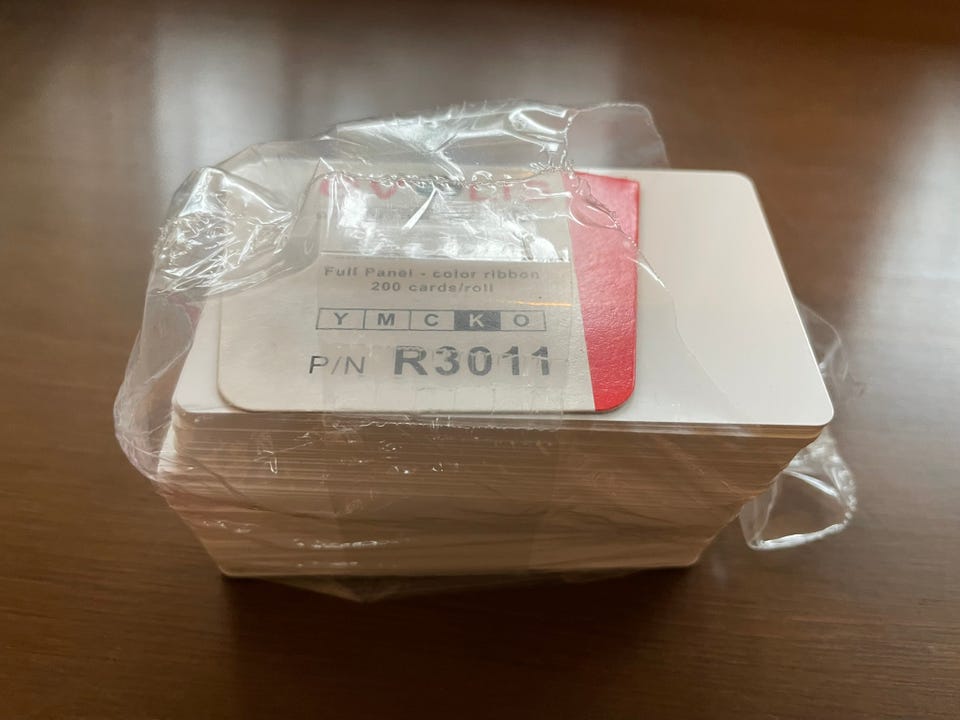 Full Panel - color ribbon
200 cards/roll
Y M C K O
P/N R3011